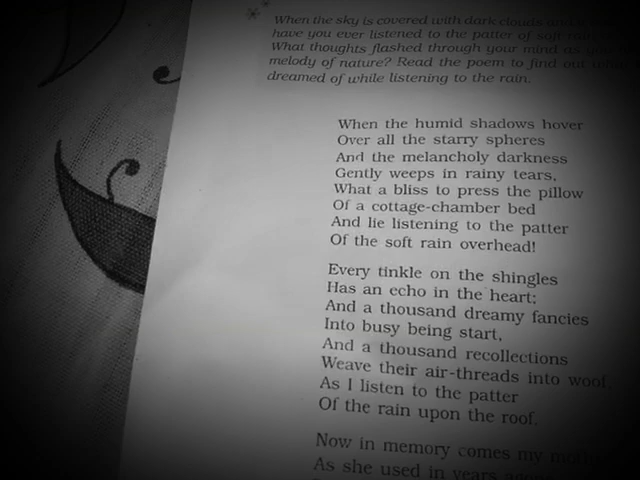 When the sky is covered with dark clouds and it
have you ever listened to the patter of soft rain
What thoughts flashed through your mind as you
melody of nature? Read the poem to find out what
dreamed of while listening to the rain.
When the humid shadows hover
Over all the starry spheres
And the melancholy darkness
Gently weeps in rainy tears,
What a bliss to press the pillow
Of a cottage-chamber bed
And lie listening to the patter
Of the soft rain overhead!
Every tinkle on the shingles
Has an echo in the heart;
And a thousand dreamy fancies
Into busy being start,
And a thousand recollections
Weave their air-threads into woof,
As I listen to the patter
Of the rain upon the roof.
Now in memory comes my
As she used in years